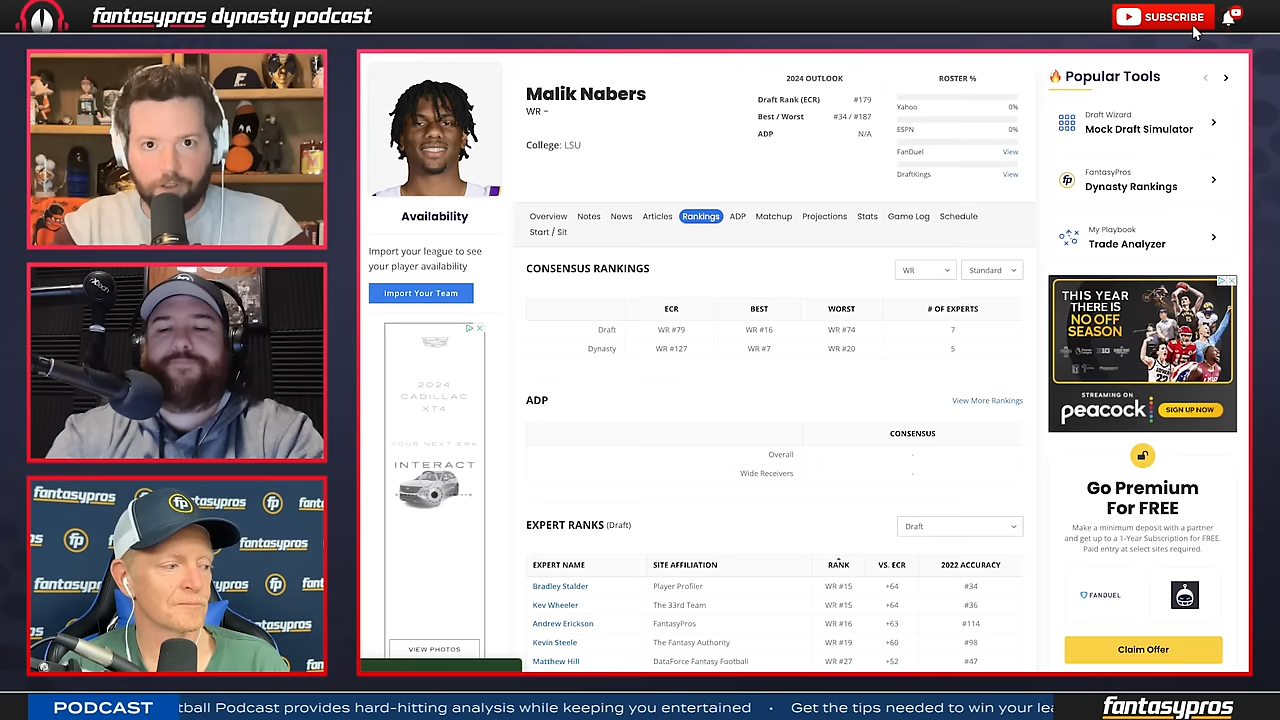 fantasypros dynasty podcast
SUBSCRIBE
Malik Nabers
WR -
College: LSU
2024 OUTLOOK
Draft Rank (ECR) #179
Best / Worst #34 / #187
ADP N/A
ROSTER %
Yahoo 0%
ESPN 0%
FanDuel View
DraftKings View
Availability
Import your league to see
your player availability
Import Your Team
2024
CADILLAC
XT4
YOUR NEXT ERA
INTERACT
VIEW PHOTOS
Overview Notes News Articles Rankings ADP Matchup Projections Stats Game Log Schedule
Start / Sit
CONSENSUS RANKINGS
WR Standard
ECR BEST WORST # OF EXPERTS
Draft WR #79 WR #16 WR #74 7
Dynasty WR #127 WR #7 WR #20 5
ADP
View More Rankings
CONSENSUS
Overall -
Wide Receivers -
EXPERT RANKS (Draft)
Draft
EXPERT NAME SITE AFFILIATION RANK VS. ECR 2022 ACCURACY
Bradley Stalder Player Profiler WR #15 +64 #34
Kev Wheeler The 33rd Team WR #15 +64 #36
Andrew Erickson FantasyPros WR #16 +63 #114
Kevin Steele The Fantasy Authority WR #19 +60 #98
Matthew Hill DataForce Fantasy Football WR #27 +52 #47
Popular Tools
Draft Wizard
Mock Draft Simulator
fp
FantasyPros
Dynasty Rankings
My Playbook
Trade Analyzer
THIS YEAR
THERE IS
NO OFF
SEASON
STREAMING ON
peacock
SIGN UP NOW
Go Premium
For FREE
Make a minimum deposit with a partner
and get up to a 1-Year Subscription for FREE.
Paid entry at select sites required.
FANDUEL
Claim Offer
fantasypros
fp
fantasypros
PODCAST
tball Podcast provides hard-hitting analysis while keeping you entertained • Get the tips needed to win your lea
fantasypros